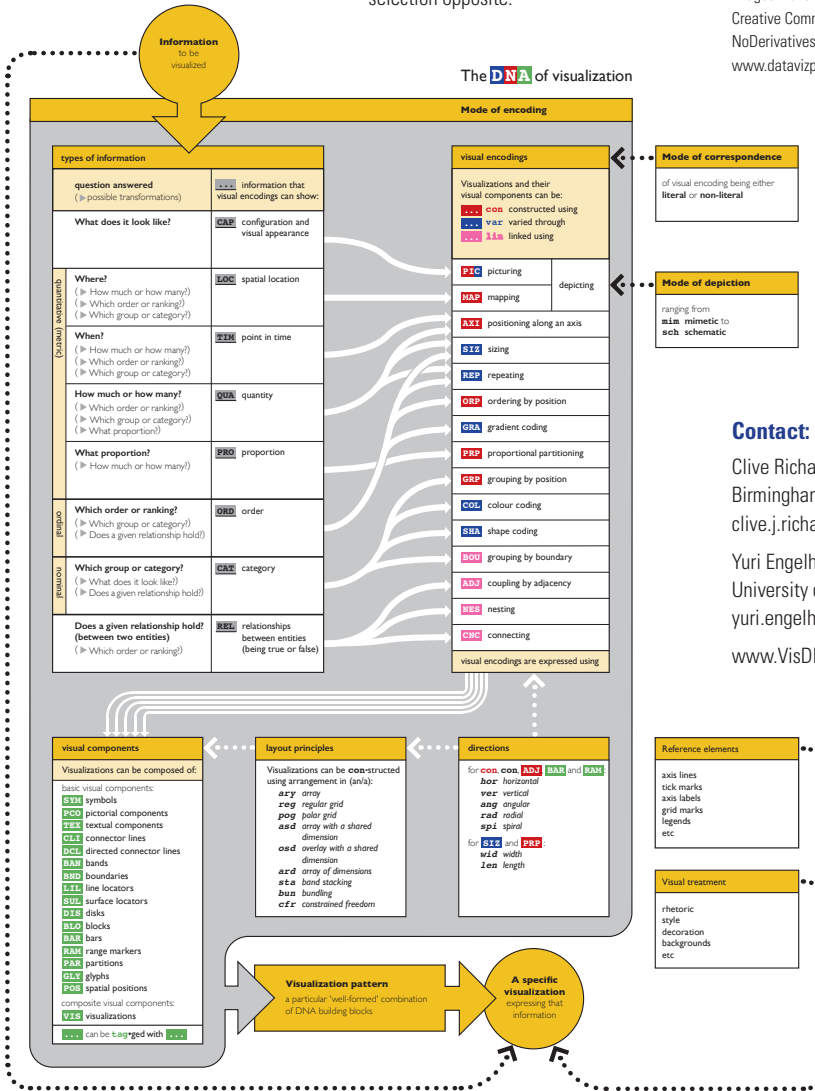 selection opposite.
Creative Comm
NoDerivatives
www.datavizp
Information
to be
visualized
The DNA of visualization
Mode of encoding
types of information
question answered
(▶possible transformations)
... information that
visual encodings can show:
What does it look like?
CAP configuration and
visual appearance
quantitative (metric)
Where?
(▶ How much or how many?)
(▶ Which order or ranking?)
(▶ Which group or category?)
LOC spatial location
When?
(▶ How much or how many?)
(▶ Which order or ranking?)
(▶ Which group or category?)
TIM point in time
How much or how many?
(▶ Which order or ranking?)
(▶ Which group or category?)
(▶ What proportion?)
QUA quantity
What proportion?
(▶ How much or how many?)
PRO proportion
ordinal
Which order or ranking?
(▶ Which group or category?)
(▶ Does a given relationship hold?)
ORD order
nominal
Which group or category?
(▶ What does it look like?)
(▶ Does a given relationship hold?)
CAT category
Does a given relationship hold?
(between two entities)
(▶ Which order or ranking?)
REL relationships
between entities
(being true or false)
visual encodings
Visualizations and their
visual components can be:
... con constructed using
... var varied through
... lin linked using
PIC picturing
MAP mapping
depicting
AXI positioning along an axis
SIZ sizing
REP repeating
ORP ordering by position
GRA gradient coding
PRP proportional partitioning
GRP grouping by position
COL colour coding
SHA shape coding
BOU grouping by boundary
ADJ coupling by adjacency
NES nesting
CNC connecting
visual encodings are expressed using
Mode of correspondence
of visual encoding being either
literal or non-literal
Mode of depiction
ranging from
mim mimetic to
sch schematic
Contact:
Clive Richa
Birminghar
clive.j.richa
Yuri Engelh
University o
yuri.engelh
www.VisD
visual components
Visualizations can be composed of:
basic visual components:
SYM symbols
PCO pictorial components
TEX textual components
CLI connector lines
DCL directed connector lines
BAN bands
BND boundaries
LIL line locators
SUL surface locators
DIS disks
BLO blocks
BAR bars
RAM range markers
PAR partitions
GLY glyphs
POS spatial positions
composite visual components:
VIS visualizations
... can be tag•ged with ...
layout principles
Visualizations can be con-structed
using arrangement in (an/a):
ary array
reg regular grid
pog polar grid
asd array with a shared
dimension
osd overlay with a shared
dimension
ard array of dimensions
sta band stacking
bun bundling
cfr constrained freedom
directions
for con, con, ADJ, BAR and RAM:
hor horizontal
ver vertical
ang angular
rad radial
spi spiral
for SIZ and PRP:
wid width
len length
Reference elements
axis lines
tick marks
axis labels
grid marks
legends
etc
Visual treatment
rhetoric
style
decoration
backgrounds
etc
Visualization pattern
a particular 'well-formed' combination
of DNA building blocks
A specific
visualization
expressing that
information